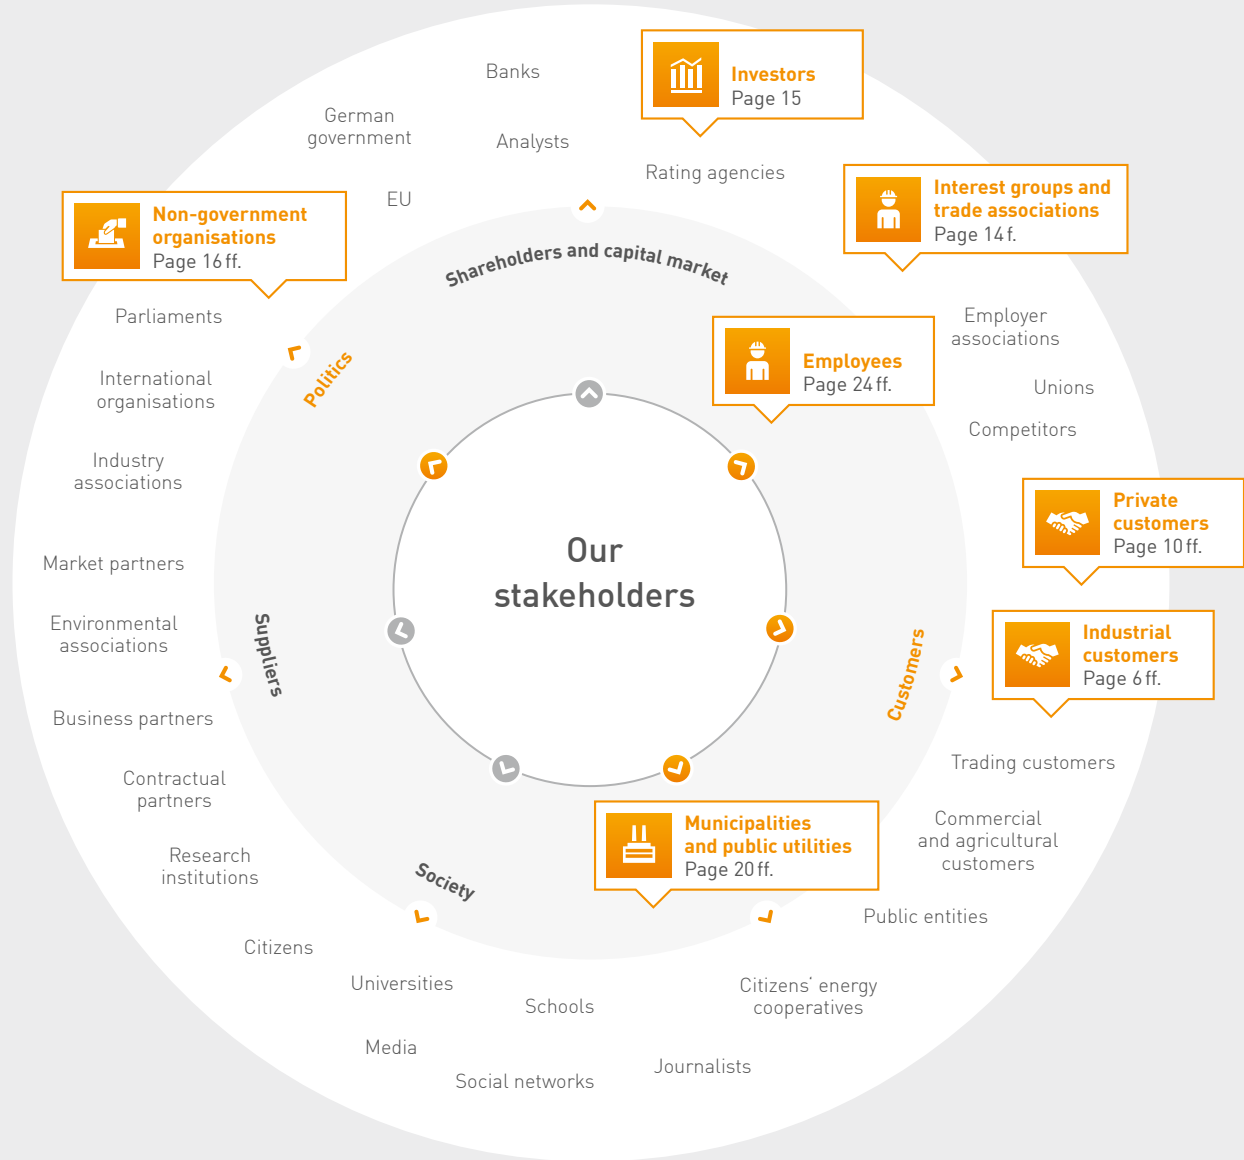 Banks
Investors
Page 15
German
government
Analysts
Rating agencies
EU
Interest groups and
trade associations
Page 14 f.
Non-government
organisations
Page 16 ff.
Shareholders and capital market
Parliaments
Employer
associations
Politics
Employees
Page 24 ff.
International
organisations
Unions
Competitors
Industry
associations
Private
customers
Page 10 ff.
Our
stakeholders
Market partners
Environmental
associations
Suppliers
Customers
Industrial
customers
Page 6 ff.
Business partners
Trading customers
Contractual
partners
Municipalities
and public utilities
Page 20 ff.
Commercial
and agricultural
customers
Research
institutions
Society
Public entities
Citizens
Universities
Schools
Citizens’ energy
cooperatives
Media
Social networks
Journalists